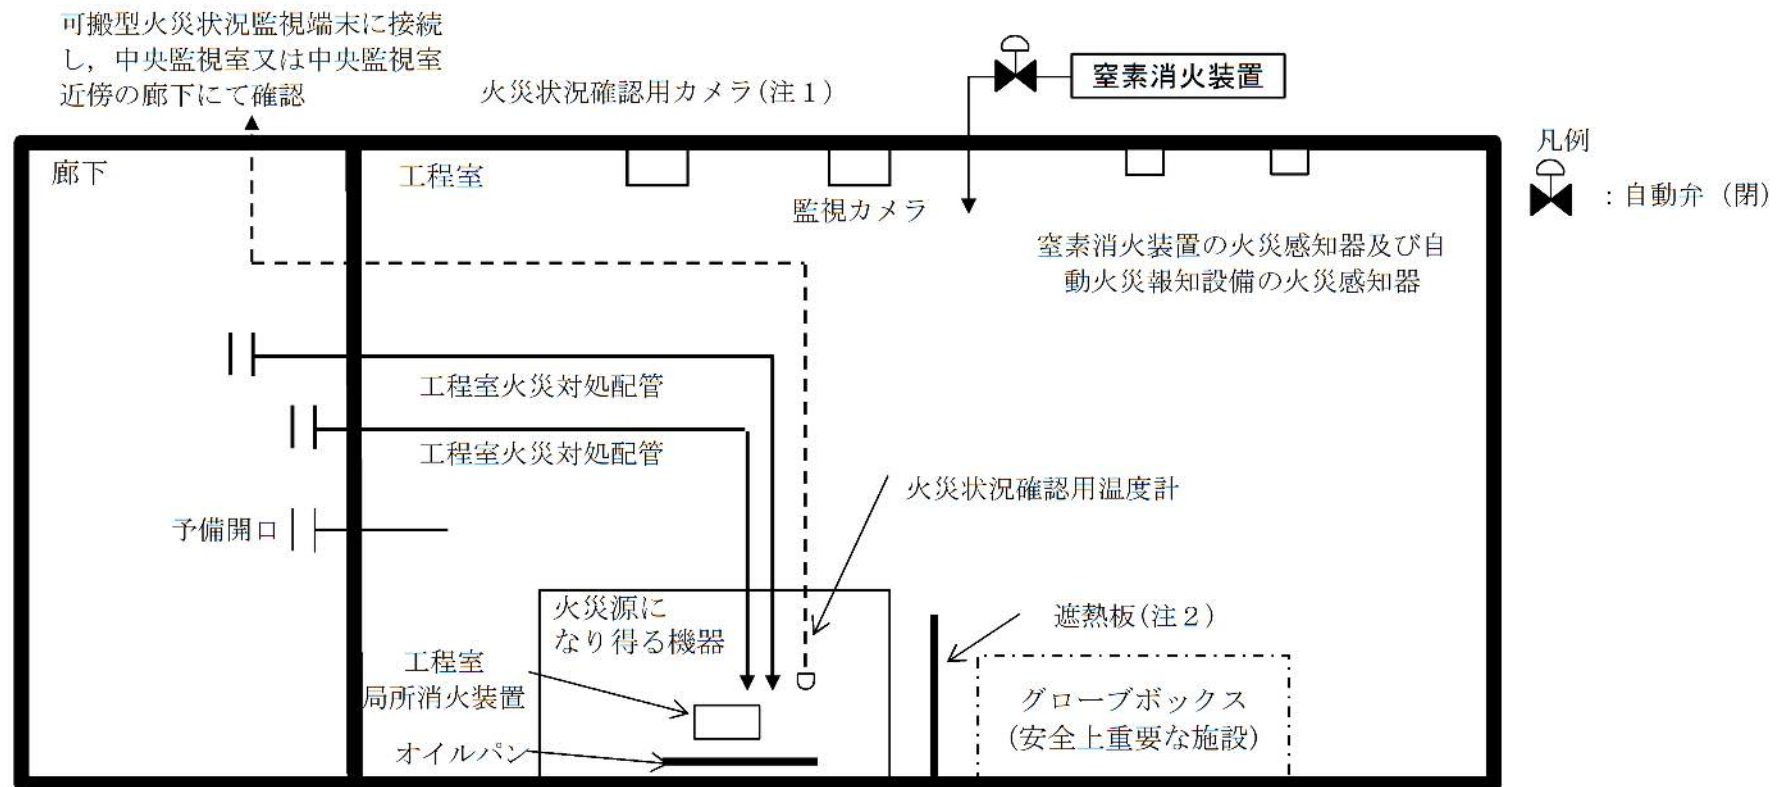 可搬型火災状況監視端末に接続
し，中央監視室又は中央監視室
近傍の廊下にて確認
火災状況確認用カメラ(注１)
窒素消火装置
凡例
：自動弁（閉）
廊下
工程室
監視カメラ
窒素消火装置の火災感知器及び自
動火災報知設備の火災感知器
工程室火災対処配管
工程室火災対処配管
火災状況確認用温度計
予備開口
火災源に
なり得る機器
遮熱板(注２)
工程室
局所消火装置
グローブボックス
(安全上重要な施設)
オイルパン